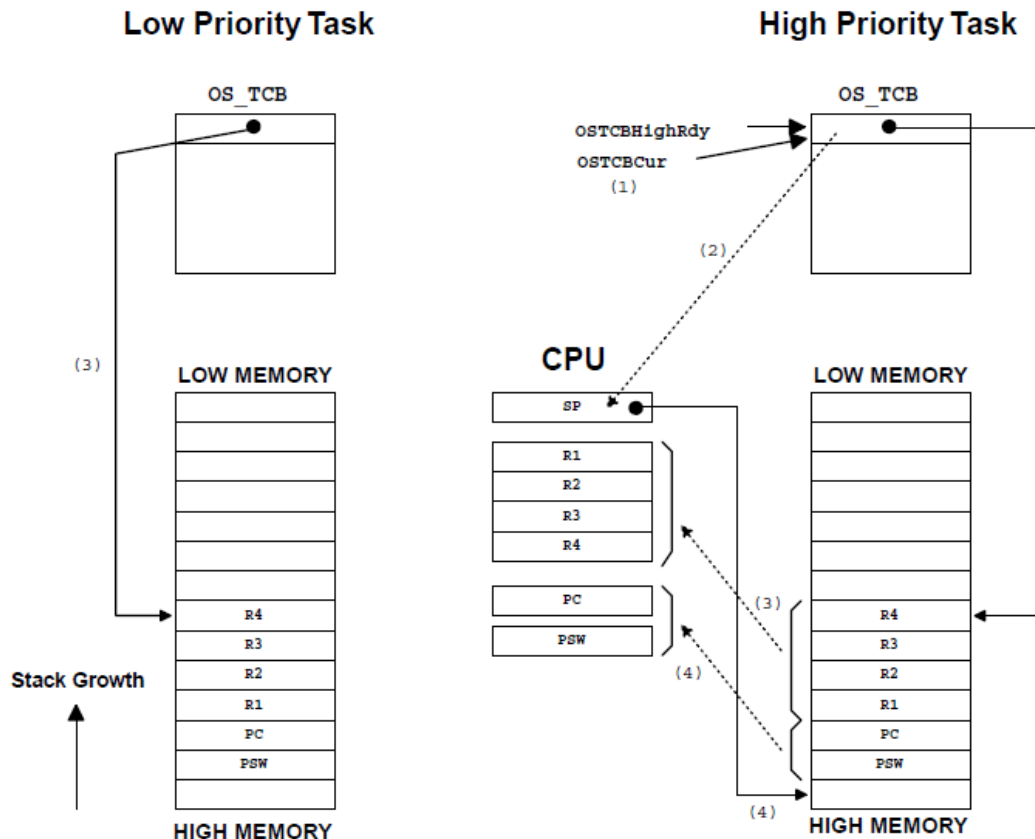 Low Priority Task
High Priority Task
OS_TCB
OS_TCB
OSTCBHighRdy
OSTCBCur
(1)
(2)
(3)
CPU
LOW MEMORY
LOW MEMORY
SP
R1
R2
R3
R4
PC
PSW
(3)
(4)
R4
R3
R2
R1
PC
PSW
Stack Growth
R4
R3
R2
R1
PC
PSW
(4)
HIGH MEMORY
HIGH MEMORY